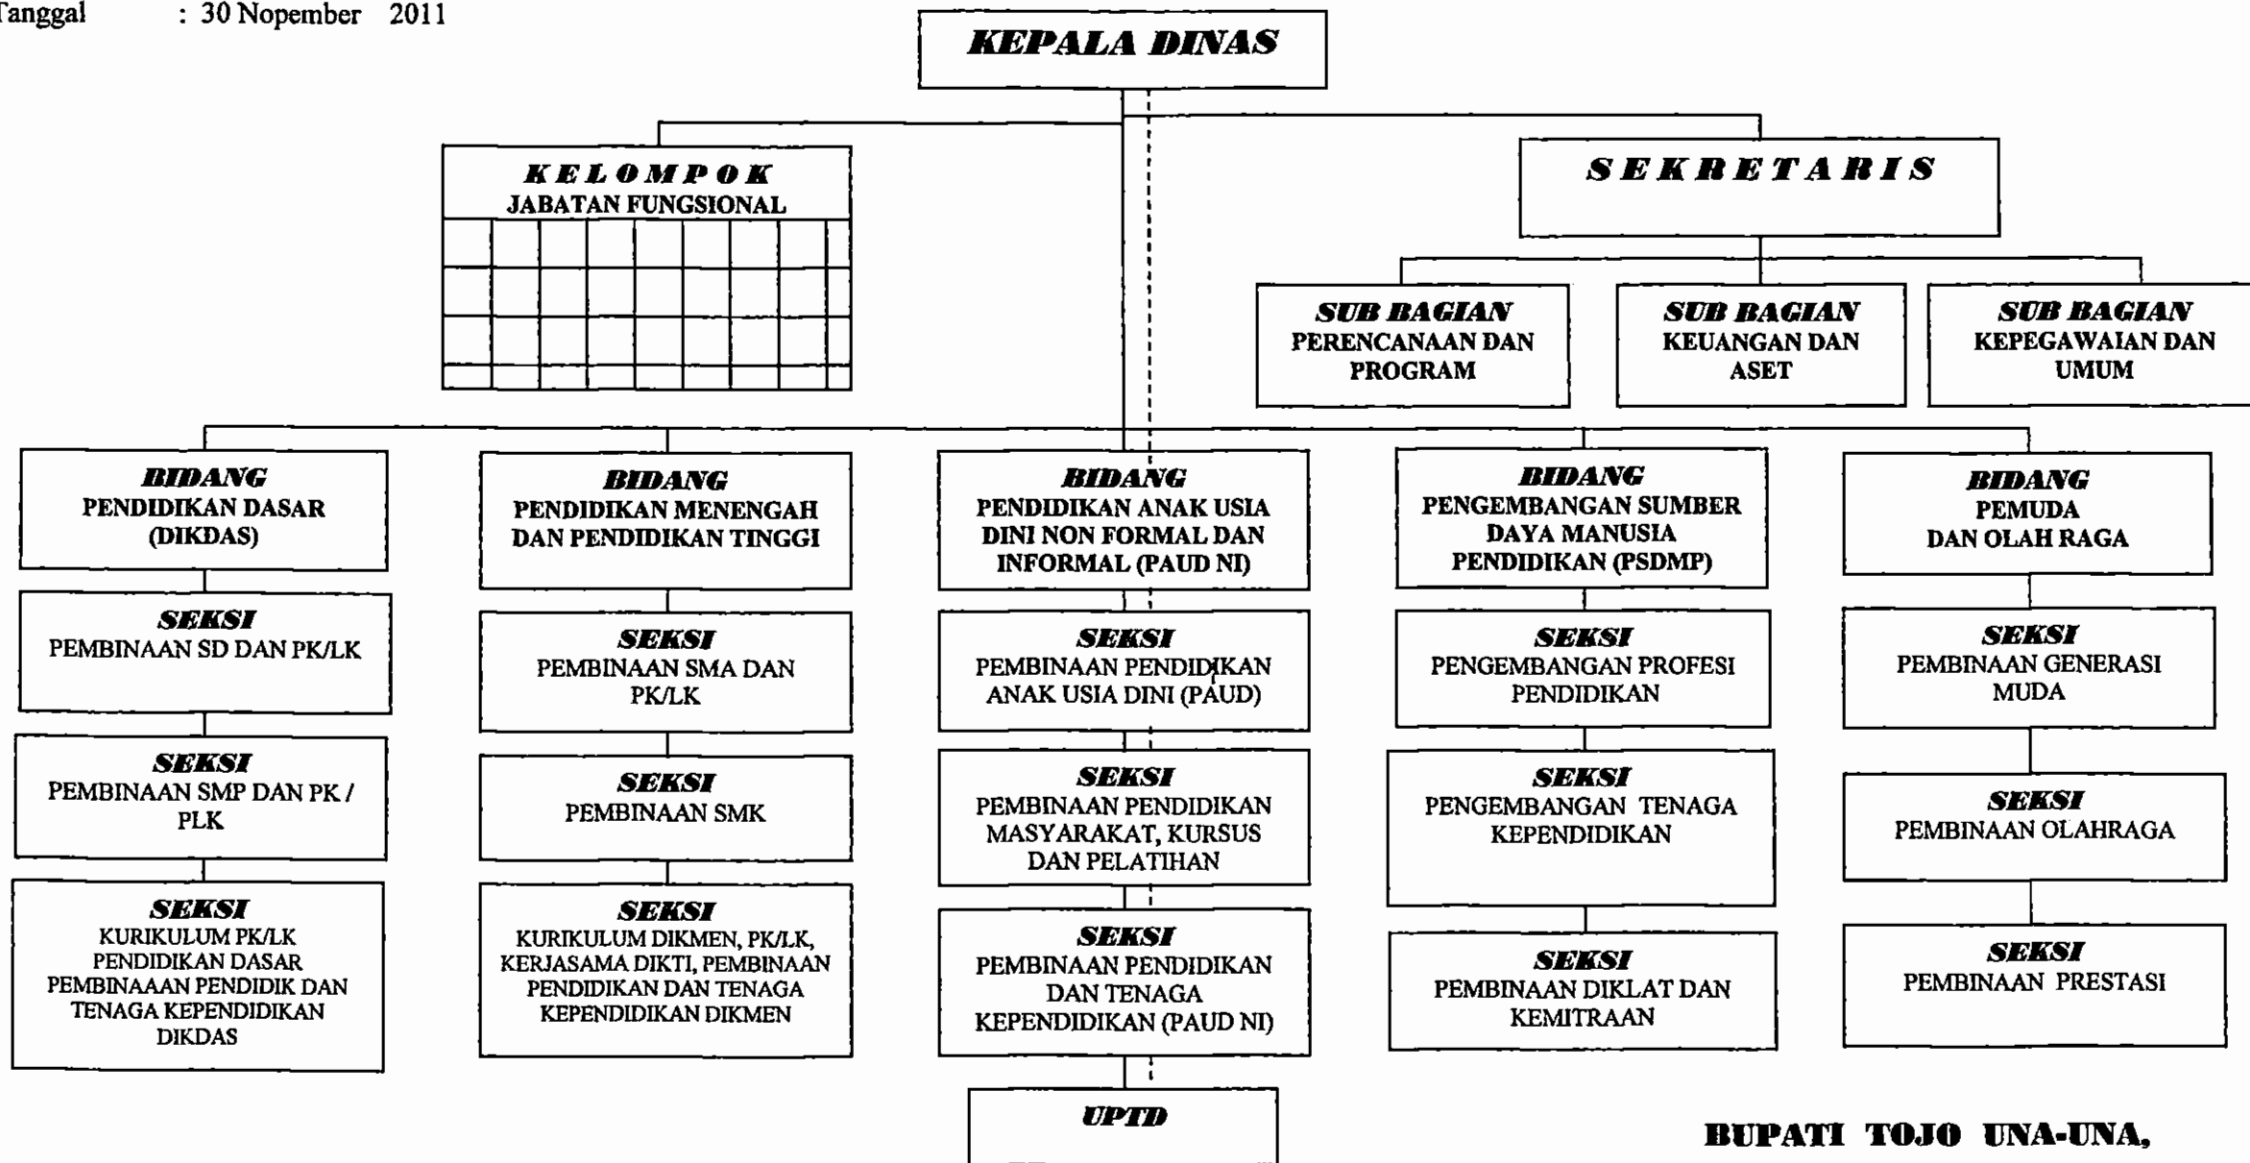 Tanggal : 30 Nopember 2011
KEPALA DINAS
KELOMPOK
JABATAN FUNGSIONAL
SEKRETARIS
SUB BAGIAN
PERENCANAAN DAN
PROGRAM
SUB BAGIAN
KEUANGAN DAN
ASET
SUB BAGIAN
KEPEGAWAIAN DAN
UMUM
BIDANG
PENDIDIKAN DASAR
(DIKDAS)
SEKSI
PEMBINAAN SD DAN PK/LK
SEKSI
PEMBINAAN SMP DAN PK /
PLK
SEKSI
KURIKULUM PK/LK
PENDIDIKAN DASAR
PEMBINAAAN PENDIDIK DAN
TENAGA KEPENDIDIKAN
DIKDAS
BIDANG
PENDIDIKAN MENENGAH
DAN PENDIDIKAN TINGGI
SEKSI
PEMBINAAN SMA DAN
PK/LK
SEKSI
PEMBINAAN SMK
SEKSI
KURIKULUM DIKMEN, PK/LK,
KERJASAMA DIKTI, PEMBINAAN
PENDIDIKAN DAN TENAGA
KEPENDIDIKAN DIKMEN
BIDANG
PENDIDIKAN ANAK USIA
DINI NON FORMAL DAN
INFORMAL (PAUD NI)
SEKSI
PEMBINAAN PENDIDIKAN
ANAK USIA DINI (PAUD)
SEKSI
PEMBINAAN PENDIDIKAN
MASYARAKAT, KURSUS
DAN PELATIHAN
SEKSI
PEMBINAAN PENDIDIKAN
DAN TENAGA
KEPENDIDIKAN (PAUD NI)
UPTD
BIDANG
PENGEMBANGAN SUMBER
DAYA MANUSIA
PENDIDIKAN (PSDMP)
SEKSI
PENGEMBANGAN PROFESI
PENDIDIKAN
SEKSI
PENGEMBANGAN TENAGA
KEPENDIDIKAN
SEKSI
PEMBINAAN DIKLAT DAN
KEMITRAAN
BIDANG
PEMUDA
DAN OLAH RAGA
SEKSI
PEMBINAAN GENERASI
MUDA
SEKSI
PEMBINAAN OLAHRAGA
SEKSI
PEMBINAAN PRESTASI
BUPATI TOJO UNA-UNA,